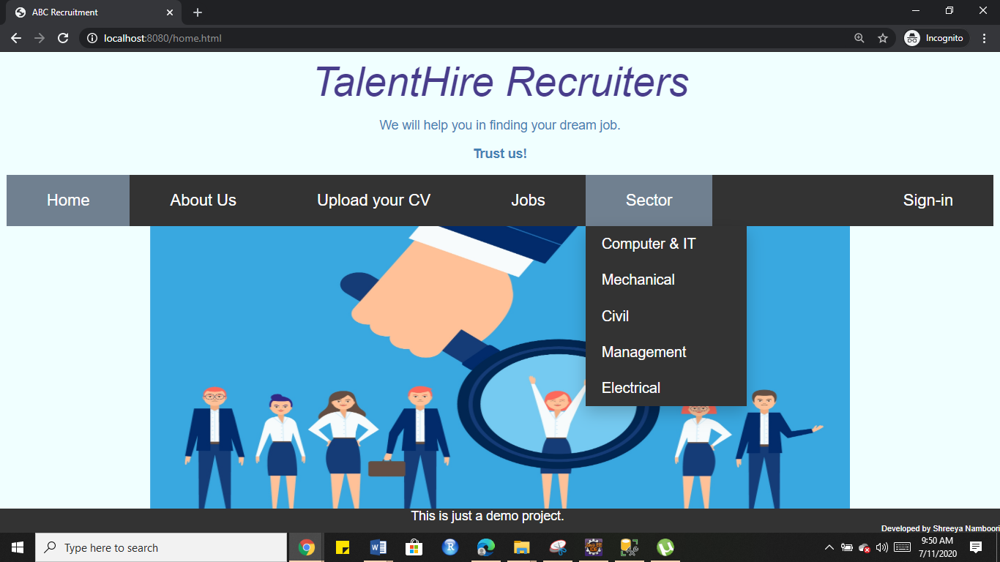 ABC Recruitment
localhost:8080/home.html
Incognito
TalentHire Recruiters
We will help you in finding your dream job.
Trust us!
Home About Us Upload your CV Jobs Sector Sign-in
Computer & IT
Mechanical
Civil
Management
Electrical
This is just a demo project.
Developed by Shreeya Namboori
Type here to search
9:50 AM
7/11/2020